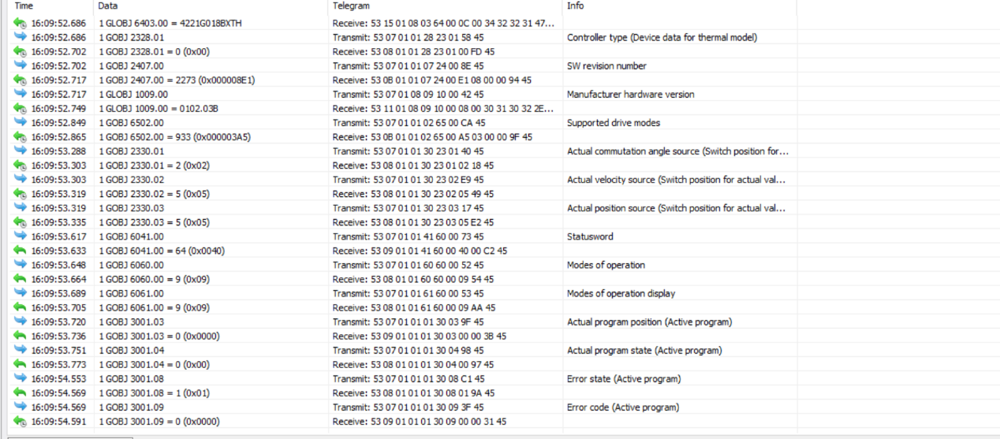 Time Data Telegram Info
16:09:52.686 1 GLOBJ 6403.00 = 4221G018BXTH Receive: 53 15 01 08 03 64 00 0C 00 34 32 32 31 47...
16:09:52.686 1 GOBJ 2328.01 Transmit: 53 07 01 01 28 23 01 58 45 Controller type (Device data for thermal model)
16:09:52.702 1 GOBJ 2328.01 = 0 (0x00) Receive: 53 08 01 01 28 23 01 00 FD 45
16:09:52.702 1 GOBJ 2407.00 Transmit: 53 07 01 01 07 24 00 8E 45 SW revision number
16:09:52.717 1 GOBJ 2407.00 = 2273 (0x000008E1) Receive: 53 0B 01 01 07 24 00 E1 08 00 00 94 45
16:09:52.717 1 GLOBJ 1009.00 Transmit: 53 07 01 08 09 10 00 42 45 Manufacturer hardware version
16:09:52.749 1 GLOBJ 1009.00 = 0102.03B Receive: 53 11 01 08 09 10 00 08 00 30 31 30 32 2E...
16:09:52.849 1 GOBJ 6502.00 Transmit: 53 07 01 01 02 65 00 CA 45 Supported drive modes
16:09:52.865 1 GOBJ 6502.00 = 933 (0x000003A5) Receive: 53 0B 01 01 02 65 00 A5 03 00 00 9F 45
16:09:53.288 1 GOBJ 2330.01 Transmit: 53 07 01 01 30 23 01 40 45 Actual commutation angle source (Switch position for...
16:09:53.303 1 GOBJ 2330.01 = 2 (0x02) Receive: 53 08 01 01 30 23 01 02 18 45
16:09:53.303 1 GOBJ 2330.02 Transmit: 53 07 01 01 30 23 02 E9 45 Actual velocity source (Switch position for actual val...
16:09:53.319 1 GOBJ 2330.02 = 5 (0x05) Receive: 53 08 01 01 30 23 02 05 49 45
16:09:53.319 1 GOBJ 2330.03 Transmit: 53 07 01 01 30 23 03 17 45 Actual position source (Switch position for actual val...
16:09:53.335 1 GOBJ 2330.03 = 5 (0x05) Receive: 53 08 01 01 30 23 03 05 E2 45
16:09:53.617 1 GOBJ 6041.00 Transmit: 53 07 01 01 41 60 00 73 45 Statusword
16:09:53.633 1 GOBJ 6041.00 = 64 (0x0040) Receive: 53 09 01 01 41 60 00 40 00 C2 45
16:09:53.648 1 GOBJ 6060.00 Transmit: 53 07 01 01 60 60 00 52 45 Modes of operation
16:09:53.664 1 GOBJ 6060.00 = 9 (0x09) Receive: 53 08 01 01 60 60 00 09 54 45
16:09:53.689 1 GOBJ 6061.00 Transmit: 53 07 01 01 61 60 00 53 45 Modes of operation display
16:09:53.705 1 GOBJ 6061.00 = 9 (0x09) Receive: 53 08 01 01 61 60 00 09 AA 45
16:09:53.720 1 GOBJ 3001.03 Transmit: 53 07 01 01 01 30 03 9F 45 Actual program position (Active program)
16:09:53.736 1 GOBJ 3001.03 = 0 (0x0000) Receive: 53 09 01 01 01 30 03 00 00 3B 45
16:09:53.751 1 GOBJ 3001.04 Transmit: 53 07 01 01 01 30 04 98 45 Actual program state (Active program)
16:09:53.773 1 GOBJ 3001.04 = 0 (0x00) Receive: 53 08 01 01 01 30 04 00 97 45
16:09:54.553 1 GOBJ 3001.08 Transmit: 53 07 01 01 01 30 08 C1 45 Error state (Active program)
16:09:54.569 1 GOBJ 3001.08 = 1 (0x01) Receive: 53 08 01 01 01 30 08 01 9A 45
16:09:54.569 1 GOBJ 3001.09 Transmit: 53 07 01 01 01 30 09 3F 45 Error code (Active program)
16:09:54.591 1 GOBJ 3001.09 = 0 (0x0000) Receive: 53 09 01 01 01 30 09 00 00 31 45